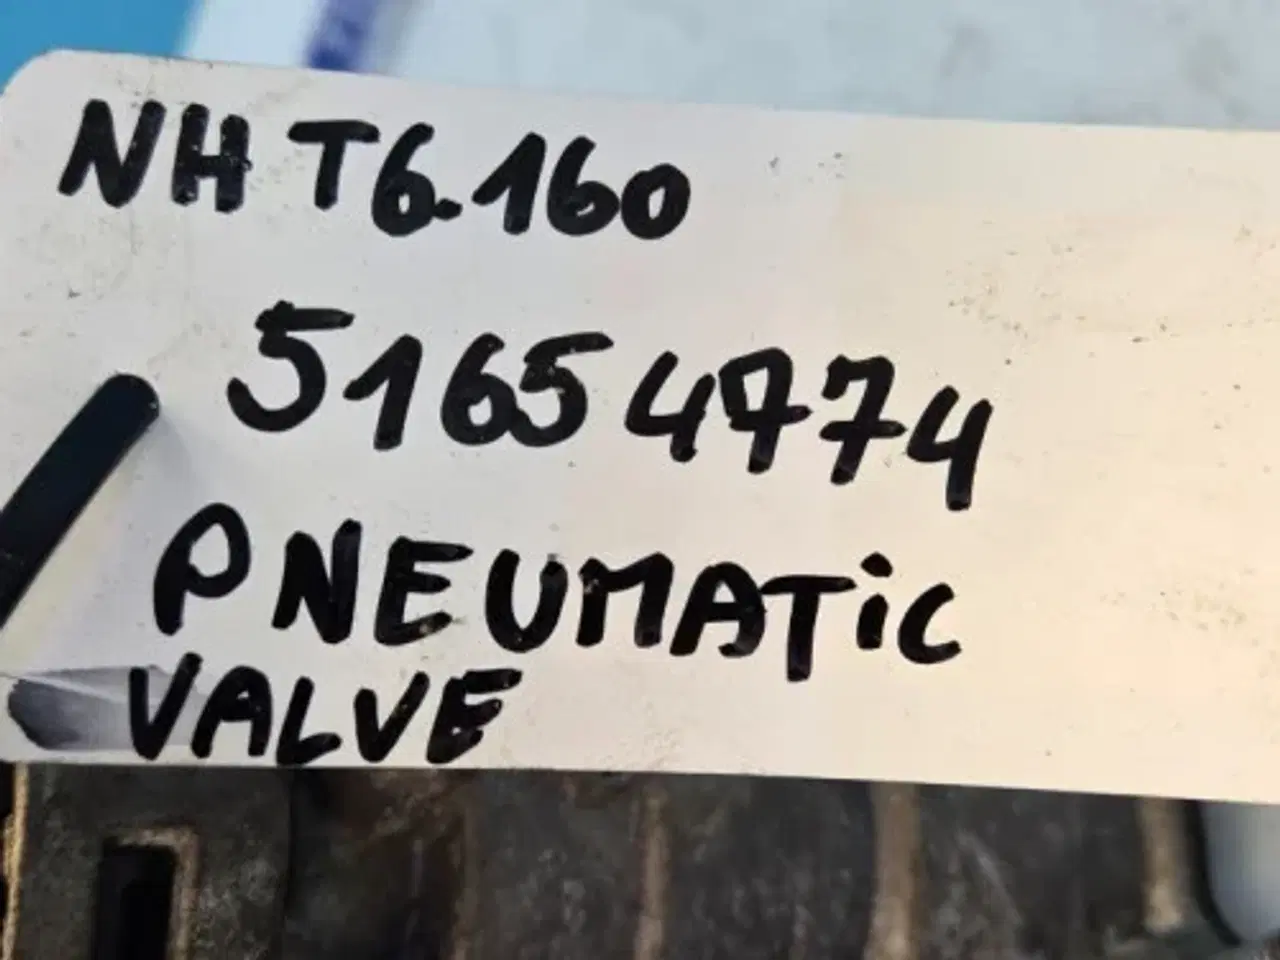 NH T6.160
51654774
PNEUMATiC
VALVE